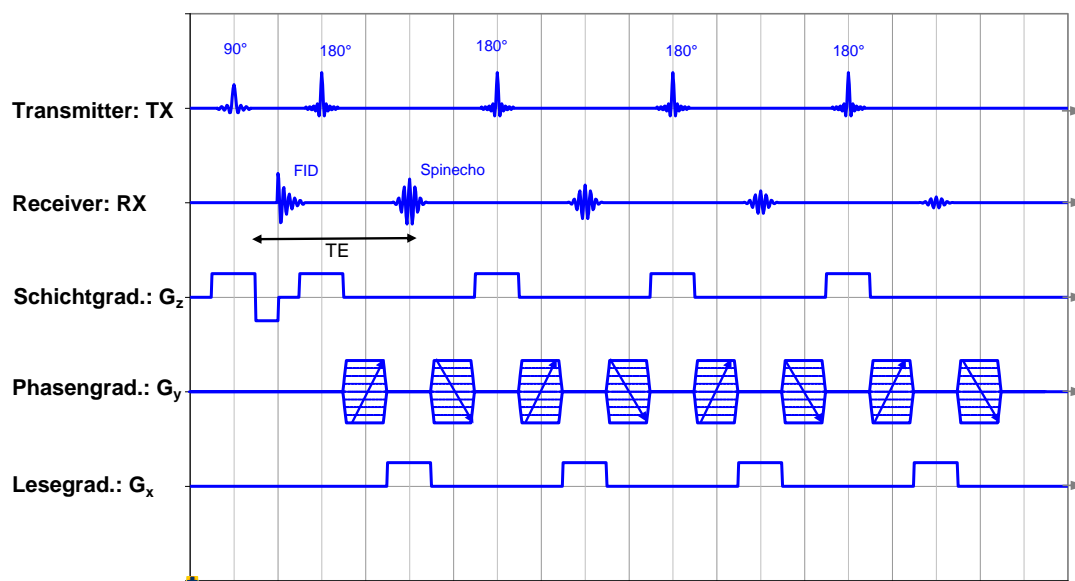 90°
180°
180°
180°
180°
Transmitter: TX
FID
Spinecho
Receiver: RX
TE
Schichtgrad.: Gz
Phasengrad.: Gy
Lesegrad.: Gx